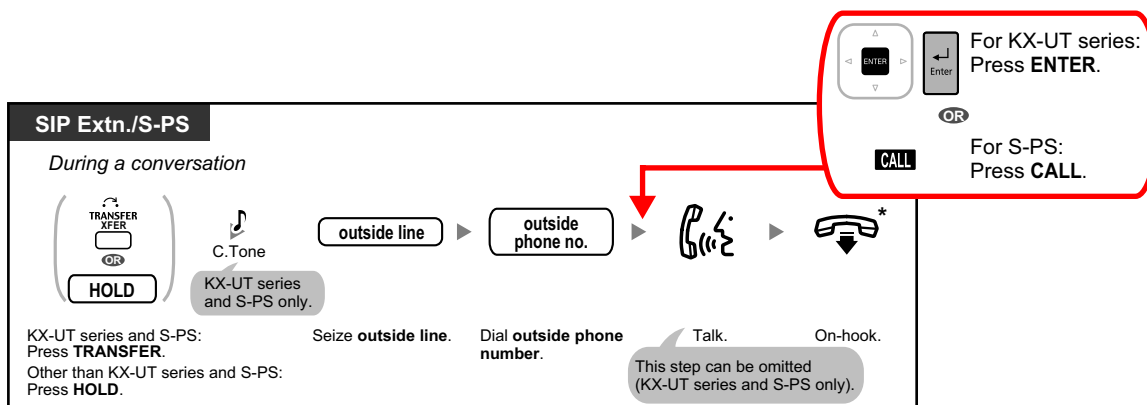 ENTER
Enter
For KX-UT series:
Press ENTER.
OR
CALL
For S-PS:
Press CALL.
SIP Extn./S-PS
During a conversation
TRANSFER
XFER
OR
HOLD
C.Tone
KX-UT series
and S-PS only.
outside line
outside
phone no.
*
KX-UT series and S-PS:
Press TRANSFER.
Other than KX-UT series and S-PS:
Press HOLD.
Seize outside line.
Dial outside phone
number.
Talk.
This step can be omitted
(KX-UT series and S-PS only).
On-hook.